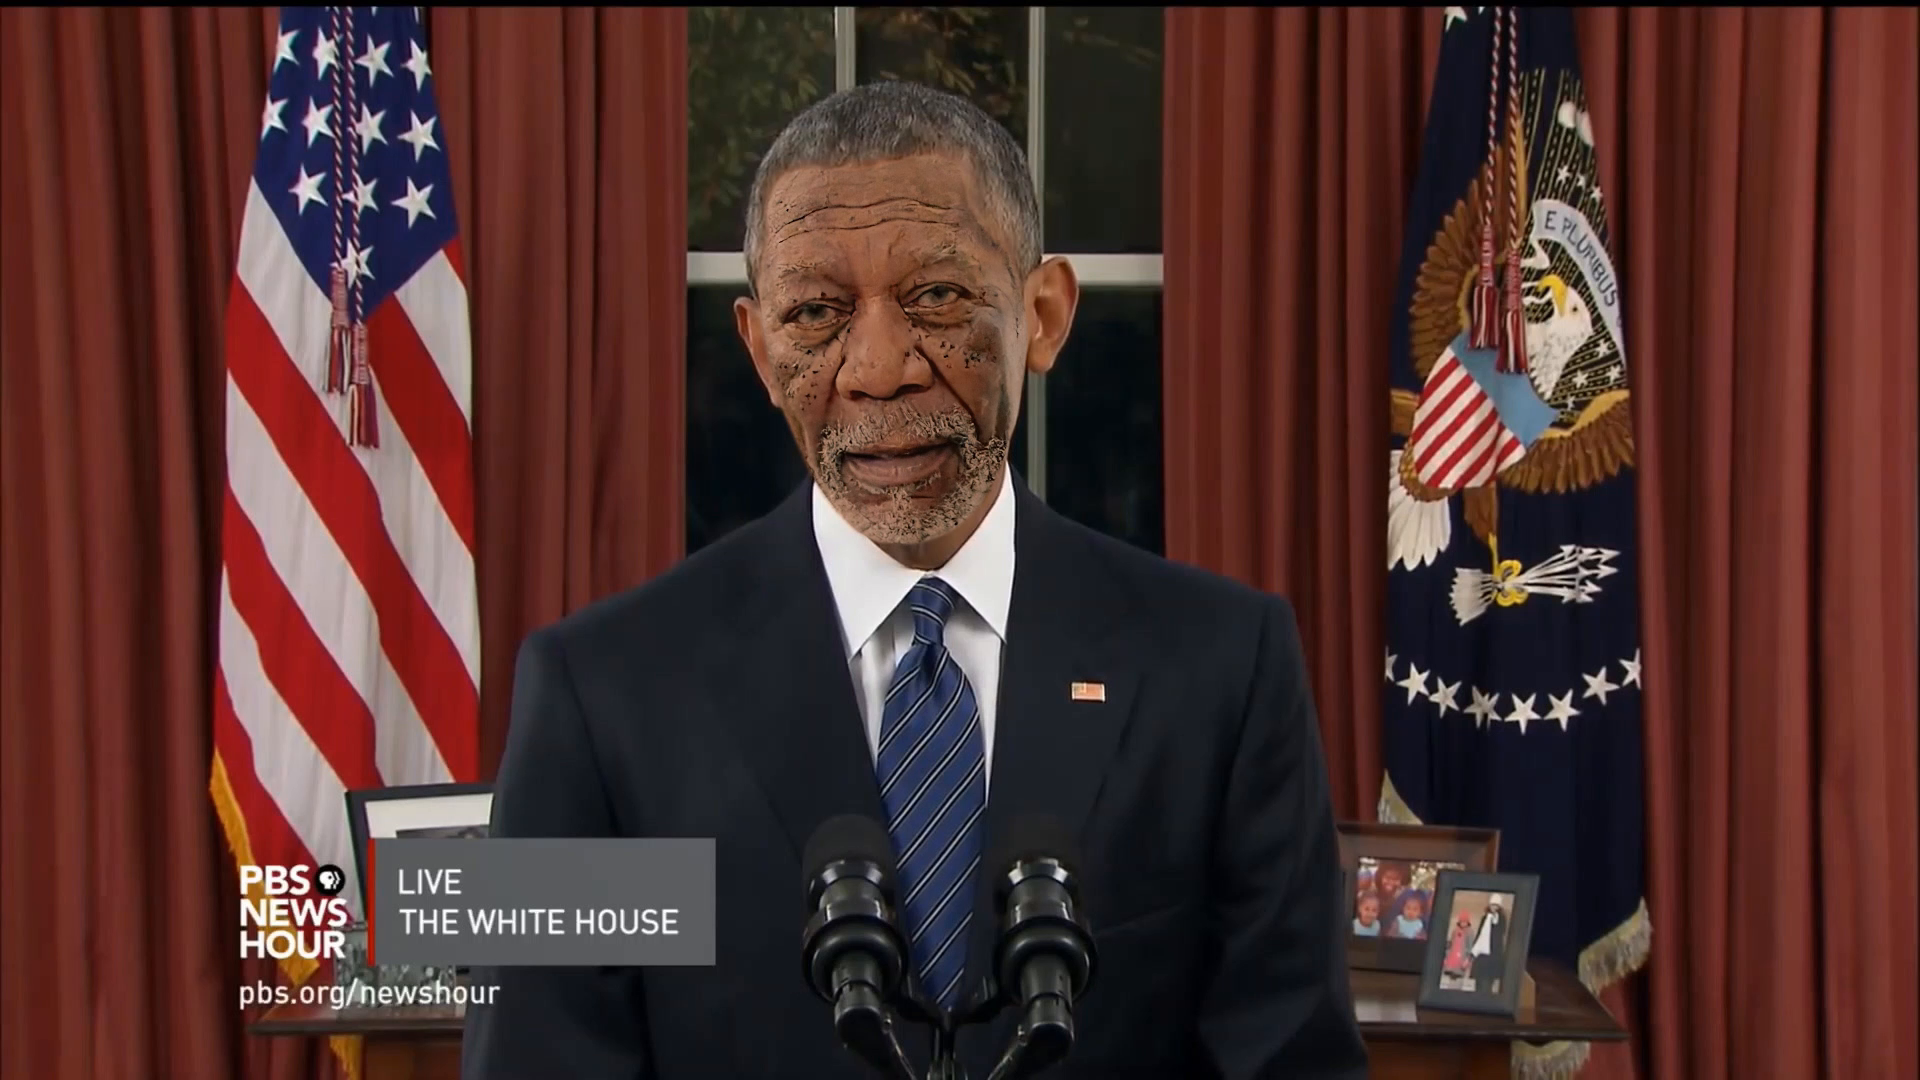 E PLURIBUS
PBS
NEWS
HOUR
LIVE
THE WHITE HOUSE
pbs.org/newshour